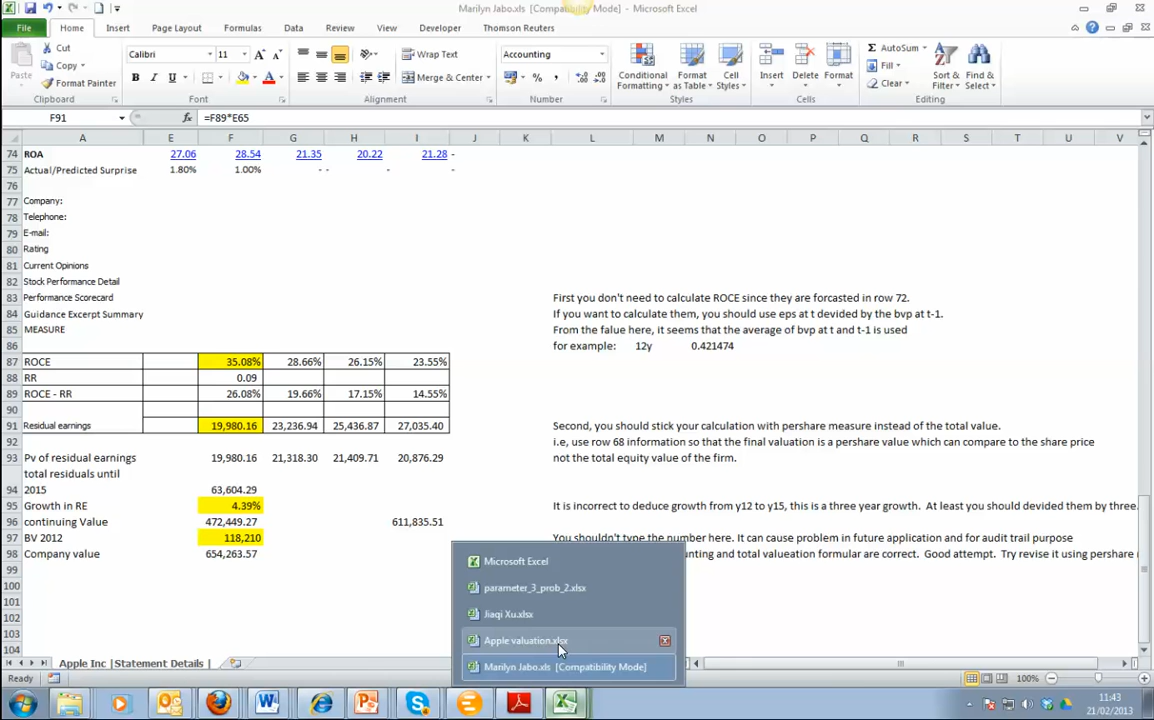 Marilyn Jabo.xls [Compatibility Mode] - Microsoft Excel
File Home Insert Page Layout Formulas Data Review View Developer Thomson Reuters
Paste Cut Copy Format Painter Clipboard
Calibri 11 B I U A A Font
Wrap Text Merge & Center Alignment
Accounting % , Number
Conditional Formatting Format as Table Cell Styles Styles
Insert Delete Format Cells
AutoSum Fill Clear Sort & Filter Find & Select Editing
F91 fx =F89*E65
A E F G H I J K L M N O P Q R S T U V
74 ROA 27.06 28.54 21.35 20.22 21.28 -
75 Actual/Predicted Surprise 1.80% 1.00% - - - -
76
77 Company:
78 Telephone:
79 E-mail:
80 Rating
81 Current Opinions
82 Stock Performance Detail
83 Performance Scorecard First you don't need to calculate ROCE since they are forcasted in row 72.
84 Guidance Excerpt Summary If you want to calculate them, you should use eps at t devided by the bvp at t-1.
85 MEASURE From the falue here, it seems that the average of bvp at t and t-1 is used
86 for example: 12y 0.421474
87 ROCE 35.08% 28.66% 26.15% 23.55%
88 RR 0.09
89 ROCE - RR 26.08% 19.66% 17.15% 14.55%
90
91 Residual earnings 19,980.16 23,236.94 25,436.87 27,035.40 Second, you should stick your calculation with pershare measure instead of the total value.
92 i.e, use row 68 information so that the final valuation is a pershare value which can compare to the share price
93 Pv of residual earnings 19,980.16 21,318.30 21,409.71 20,876.29 not the total equity value of the firm.
total residuals until
94 2015 63,604.29
95 Growth in RE 4.39% It is incorrect to deduce growth from y12 to y15, this is a three year growth. At least you should devided them by three.
96 continuing Value 472,449.27 611,835.51
97 BV 2012 118,210 You shouldn't type the number here. It can cause problem in future application and for audit trail purpose
98 Company value 654,263.57 unting and total valueation formular are correct. Good attempt. Try revise it using pershare
99
100
101
102
103
104
Microsoft Excel
parameter_3_prob_2.xlsx
Jiaqi Xu.xlsx
Apple valuation.xlsx
Marilyn Jabo.xls [Compatibility Mode]
Apple Inc |Statement Details
Ready 100%
11:43
21/02/2013